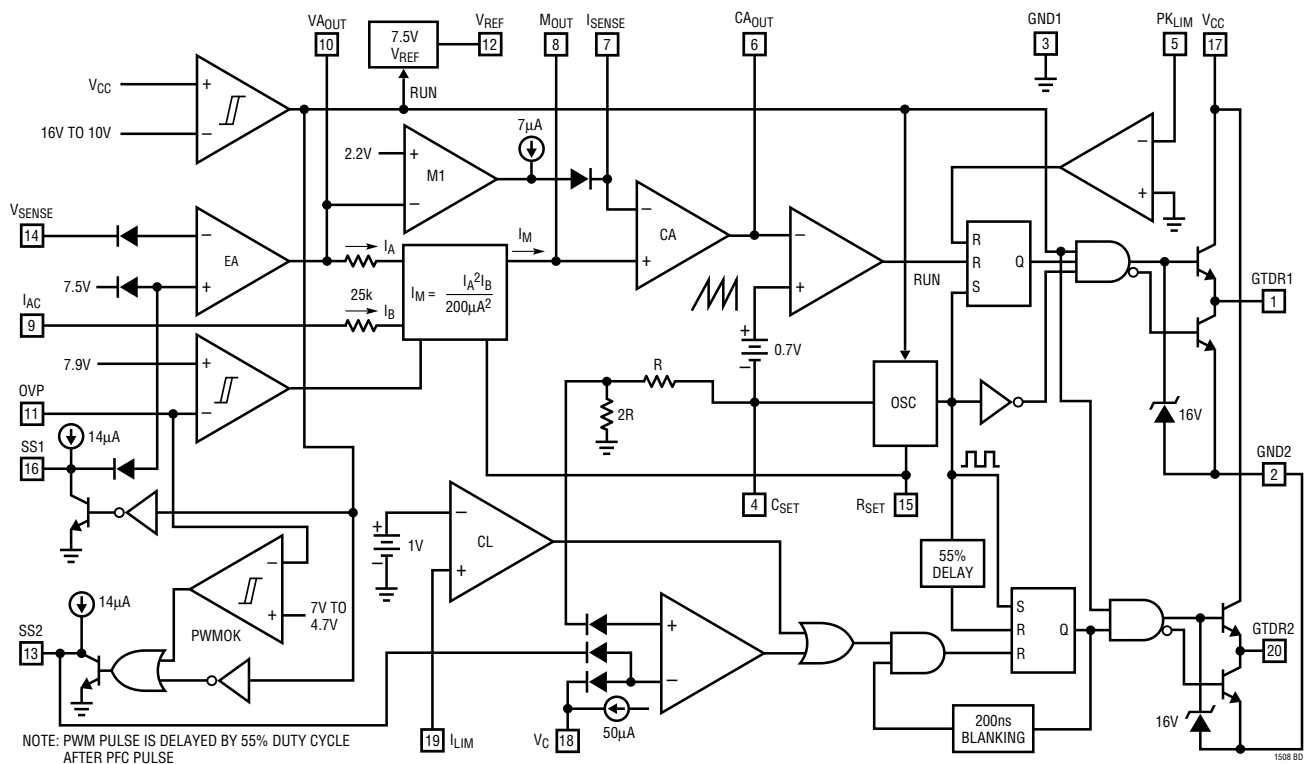 VAOUT
10
7.5V
VREF
VREF
12
MOUT
8
ISENSE
7
CAOUT
6
GND1
3
PKLIM
5
VCC
17
VCC
+
−
16V TO 10V
RUN
7µA
2.2V
+
−
M1
VSENSE
14
−
+
EA
7.5V
IAC
9
IA
25k
IB
IM = IA²IB
200µA²
IM
−
+
CA
−
+
+
−
0.7V
−
+
R
R
S
Q
RUN
GTDR1
1
16V
GND2
2
7.9V
+
−
OVP
11
14µA
SS1
16
R
2R
OSC
4
CSET
RSET
15
+
−
1V
−
+
CL
55%
DELAY
−
+
7V TO
4.7V
PWMOK
14µA
SS2
13
+
−
S
R
R
Q
GTDR2
20
16V
200ns
BLANKING
50µA
19
ILIM
VC
18
NOTE: PWM PULSE IS DELAYED BY 55% DUTY CYCLE
AFTER PFC PULSE
1508 BD